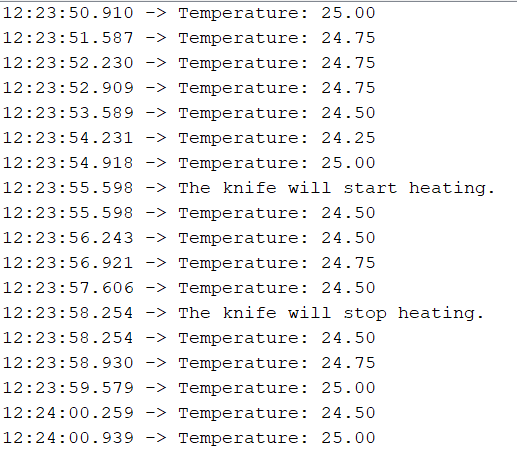 12:23:50.910 -> Temperature: 25.00
12:23:51.587 -> Temperature: 24.75
12:23:52.230 -> Temperature: 24.75
12:23:52.909 -> Temperature: 24.75
12:23:53.589 -> Temperature: 24.50
12:23:54.231 -> Temperature: 24.25
12:23:54.918 -> Temperature: 25.00
12:23:55.598 -> The knife will start heating.
12:23:55.598 -> Temperature: 24.50
12:23:56.243 -> Temperature: 24.50
12:23:56.921 -> Temperature: 24.75
12:23:57.606 -> Temperature: 24.50
12:23:58.254 -> The knife will stop heating.
12:23:58.254 -> Temperature: 24.50
12:23:58.930 -> Temperature: 24.75
12:23:59.579 -> Temperature: 25.00
12:24:00.259 -> Temperature: 24.50
12:24:00.939 -> Temperature: 25.00